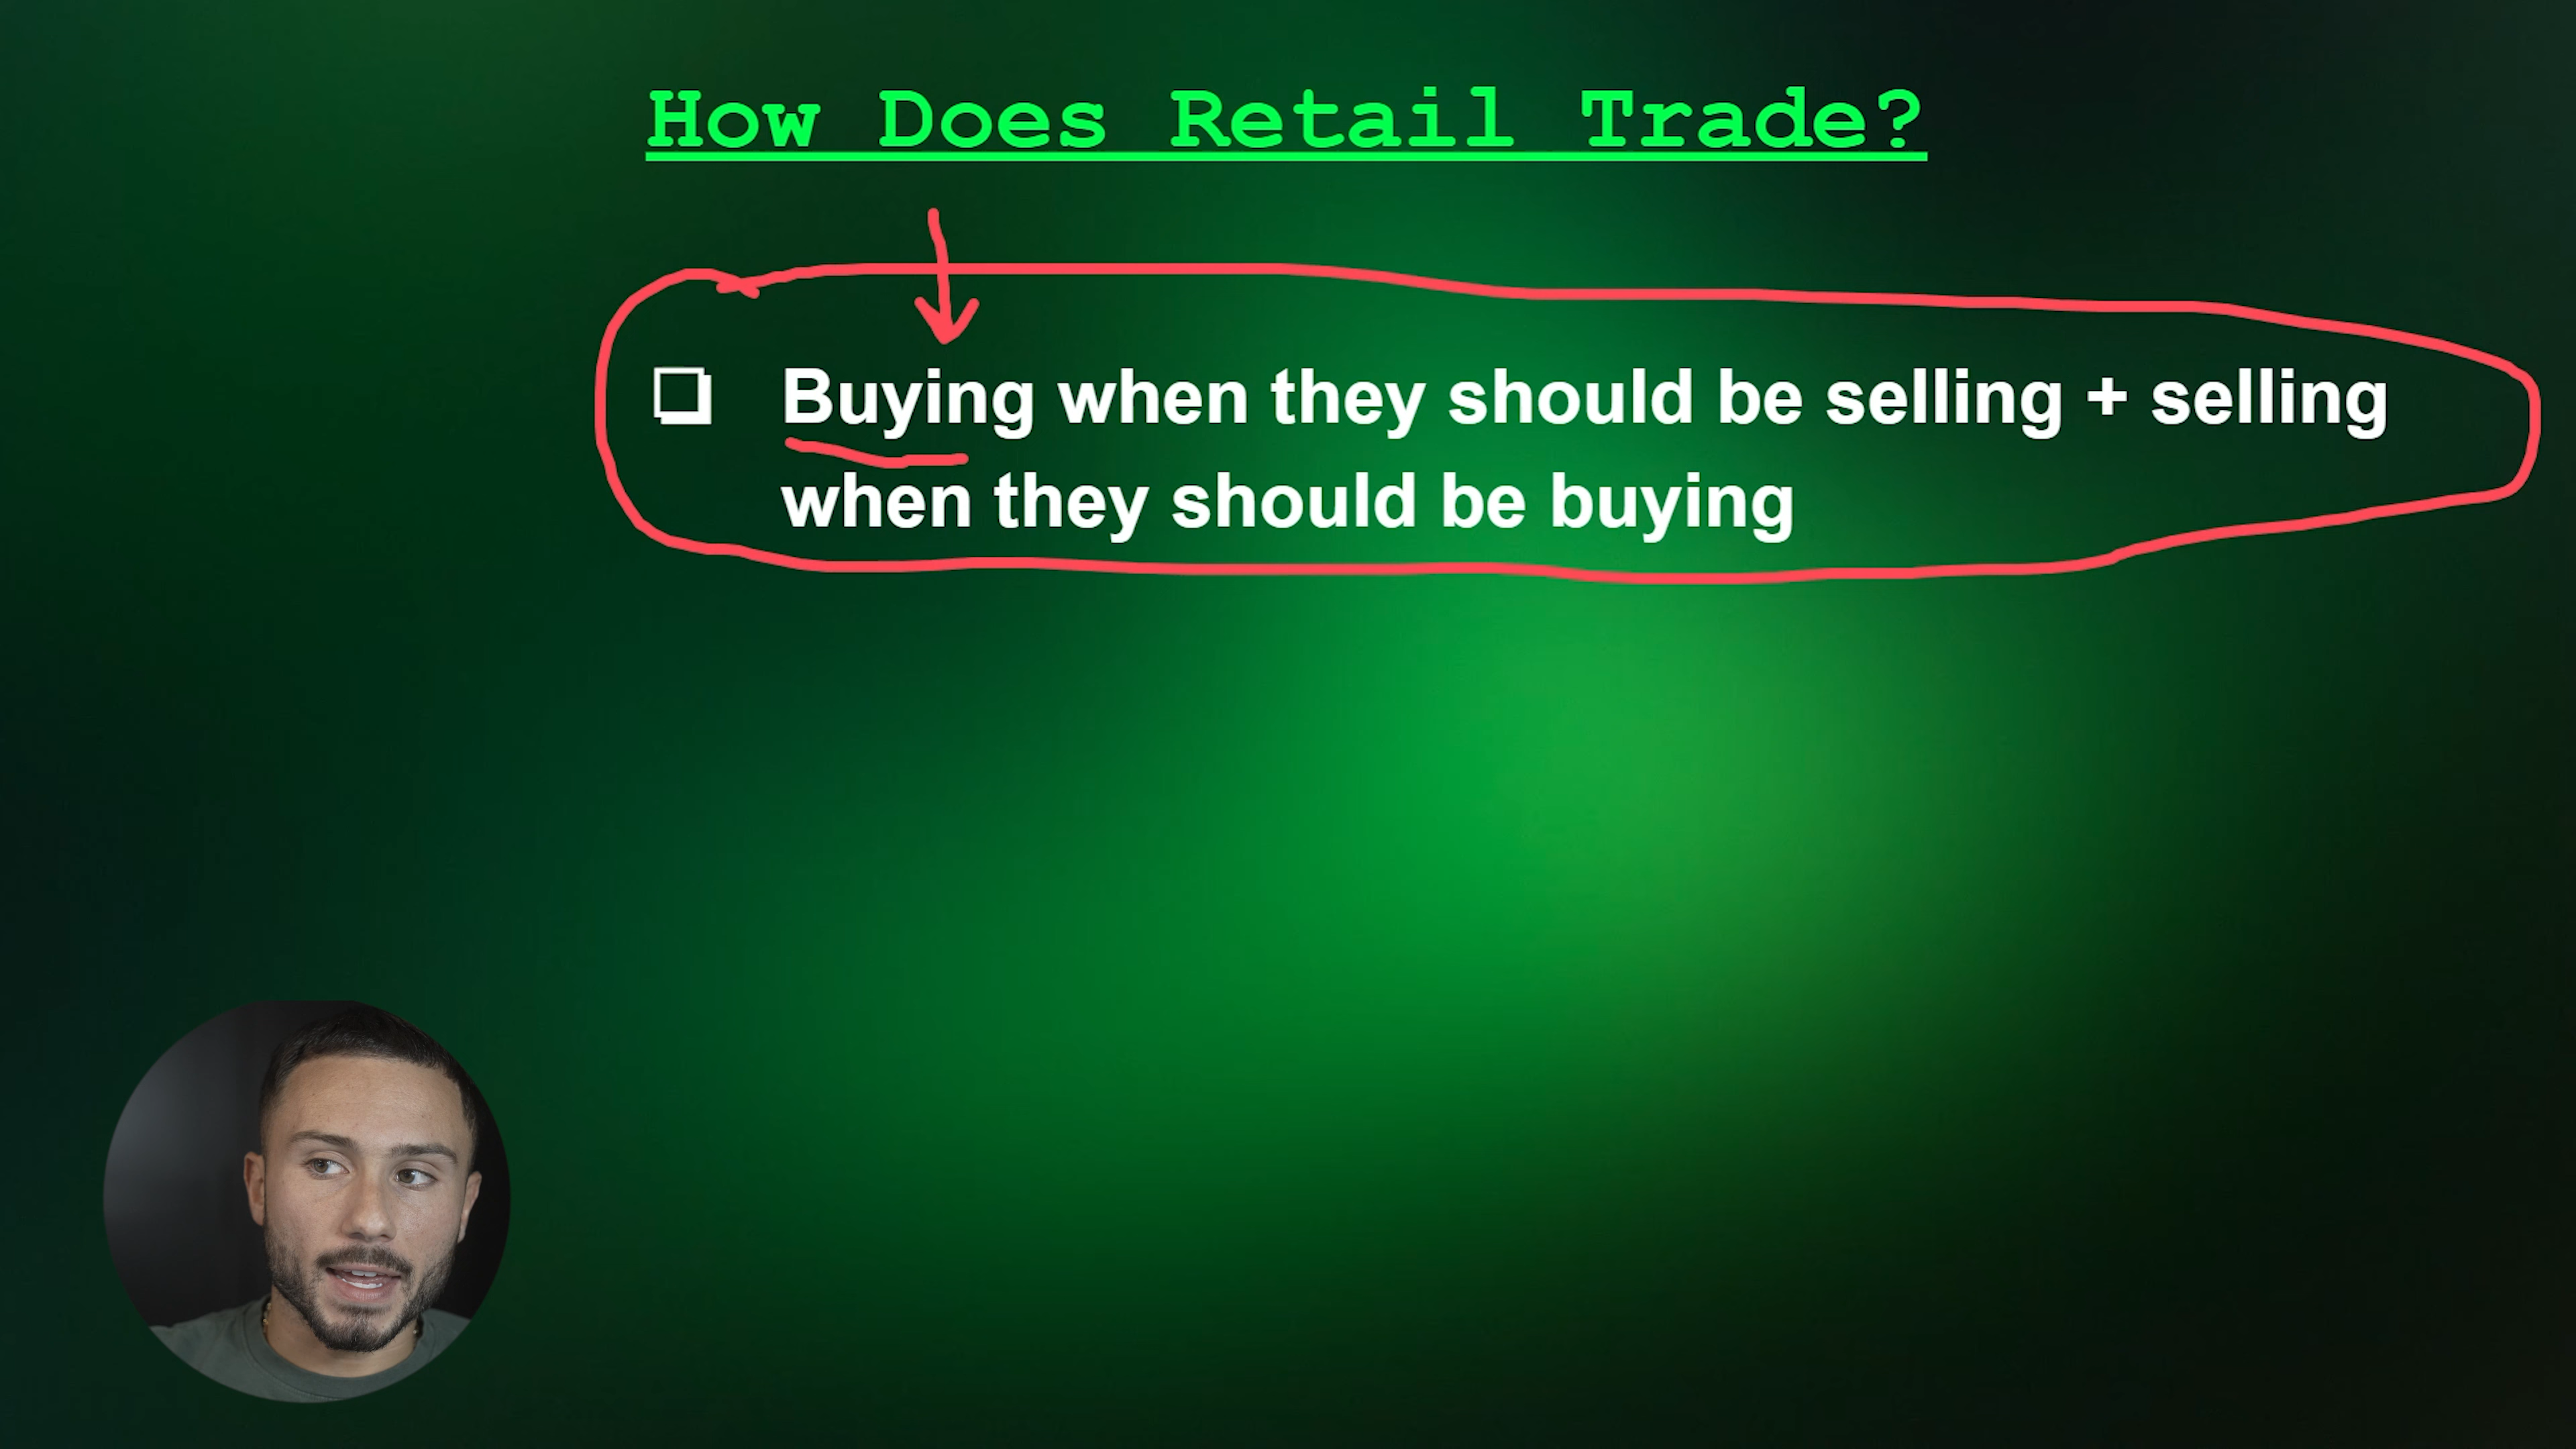 How Does Retail Trade?
❏ Buying when they should be selling + selling
when they should be buying